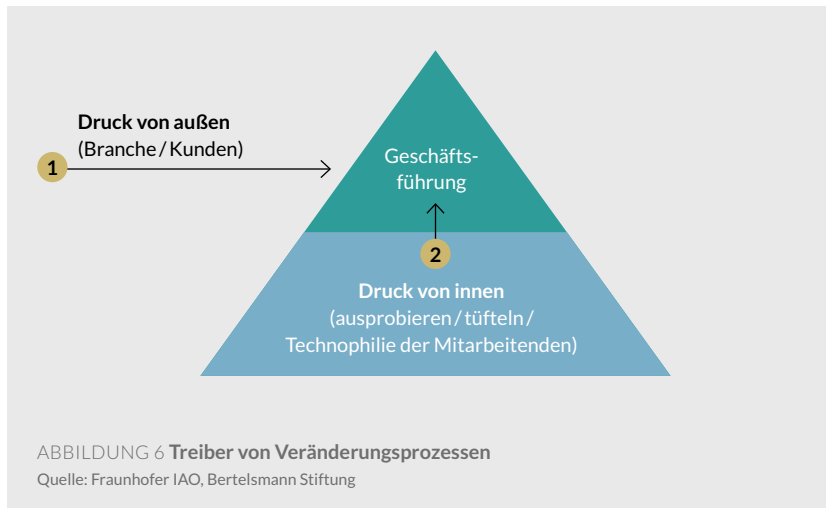 Druck von außen
(Branche / Kunden)
1
Geschäfts-
führung
2
Druck von innen
(ausprobieren / tüfteln /
Technophilie der Mitarbeitenden)
ABBILDUNG 6 Treiber von Veränderungsprozessen
Quelle: Fraunhofer IAO, Bertelsmann Stiftung